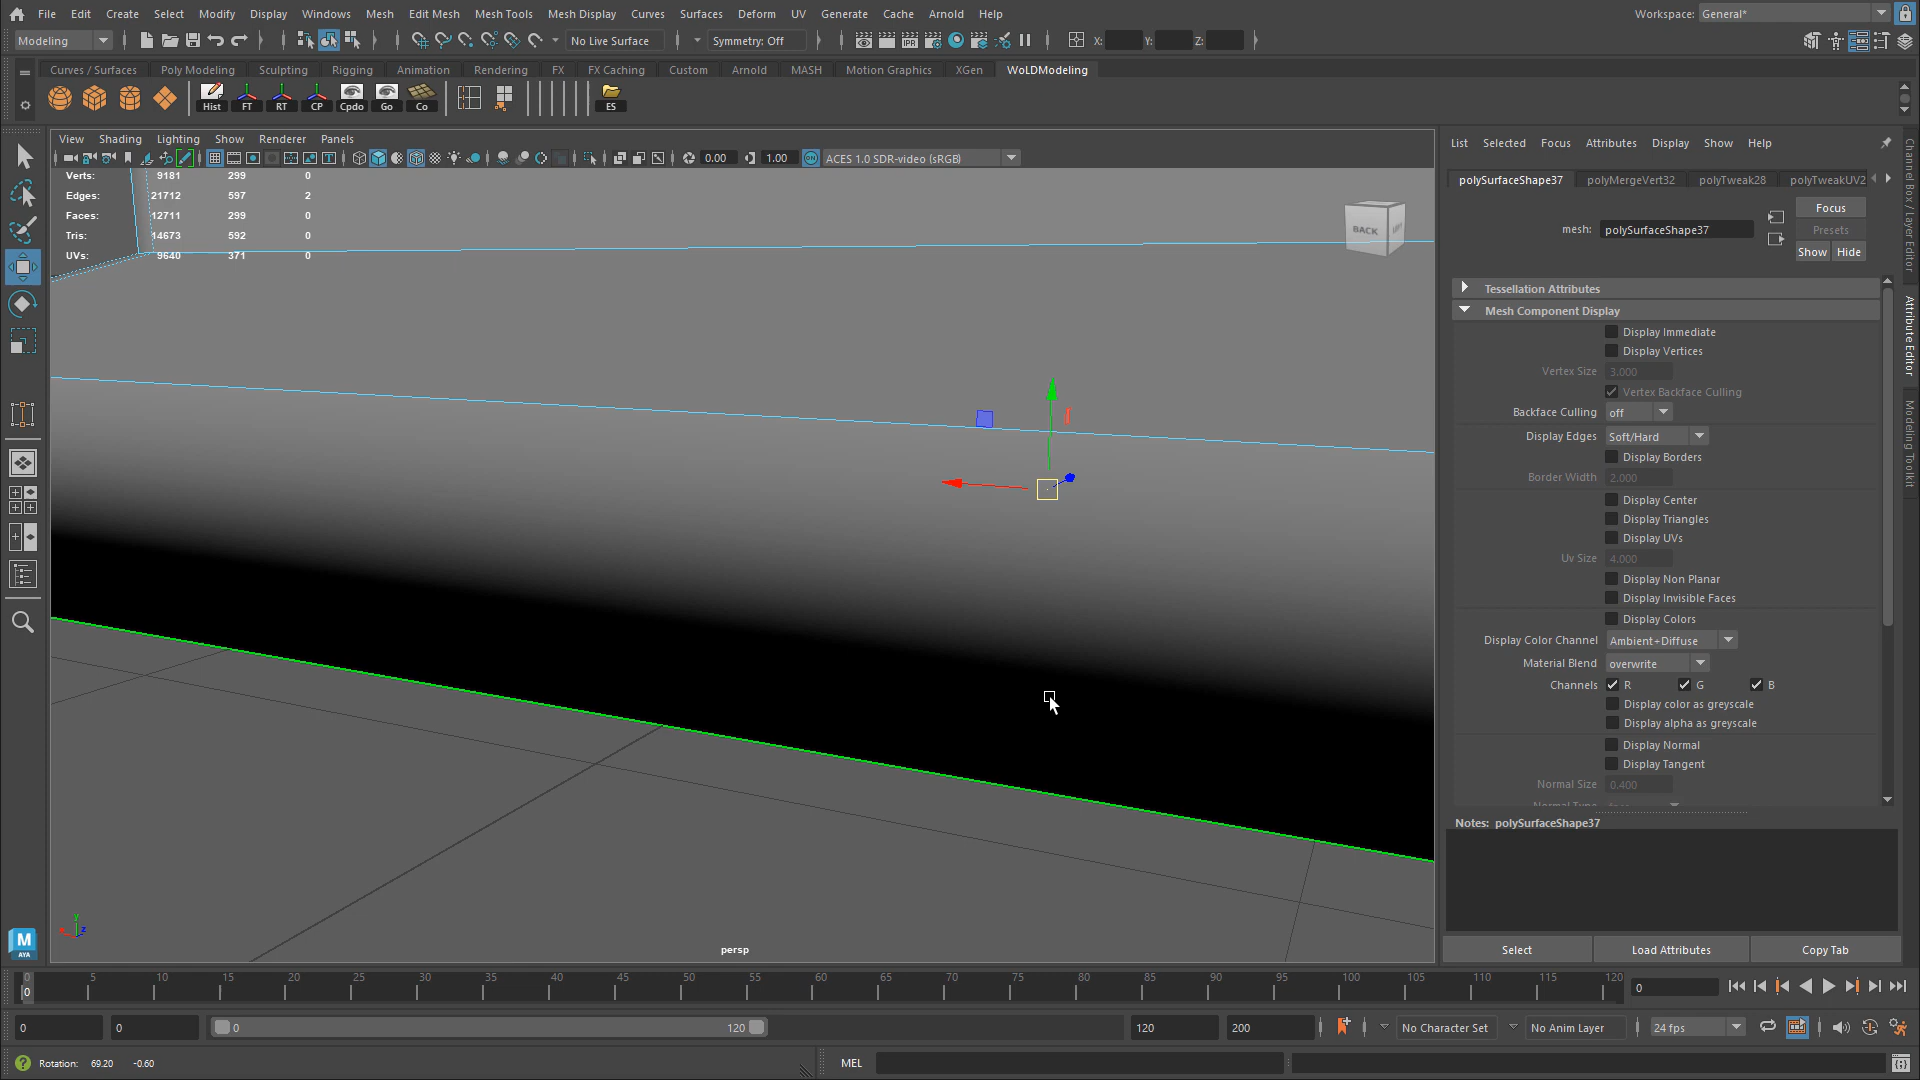 File Edit Create Select Modify Display Windows Mesh Edit Mesh Mesh Tools Mesh Display Curves Surfaces Deform UV Generate Cache Arnold Help
Workspace: General*
Modeling
No Live Surface
Symmetry: Off
X: Y: Z:
Curves / Surfaces Poly Modeling Sculpting Rigging Animation Rendering FX FX Caching Custom Arnold MASH Motion Graphics XGen WoLDModeling
Hist FT RT CP Cpdo Go Co ES
View Shading Lighting Show Renderer Panels
0.00 1.00 ACES 1.0 SDR-video (sRGB)
Verts: 9181 299 0
Edges: 21712 597 2
Faces: 12711 299 0
Tris: 14673 592 0
UVs: 9640 371 0
BACK
persp
List Selected Focus Attributes Display Show Help
polySurfaceShape37 polyMergeVert32 polyTweak28 polyTweakUV2
mesh: polySurfaceShape37
Focus
Presets
Show Hide
Tessellation Attributes
Mesh Component Display
Display Immediate
Display Vertices
Vertex Size 3.000
Vertex Backface Culling
Backface Culling off
Display Edges Soft/Hard
Display Borders
Border Width 2.000
Display Center
Display Triangles
Display UVs
Uv Size 4.000
Display Non Planar
Display Invisible Faces
Display Colors
Display Color Channel Ambient+Diffuse
Material Blend overwrite
Channels R G B
Display color as greyscale
Display alpha as greyscale
Display Normal
Display Tangent
Normal Size 0.400
Notes: polySurfaceShape37
Select Load Attributes Copy Tab
Channel Box / Layer Editor
Attribute Editor
Modeling Toolkit
M
AYA
0 5 10 15 20 25 30 35 40 45 50 55 60 65 70 75 80 85 90 95 100 105 110 115 120
0
0
0 0 0 120 120 200 No Character Set No Anim Layer 24 fps
Rotation: 69.20 -0.60
MEL